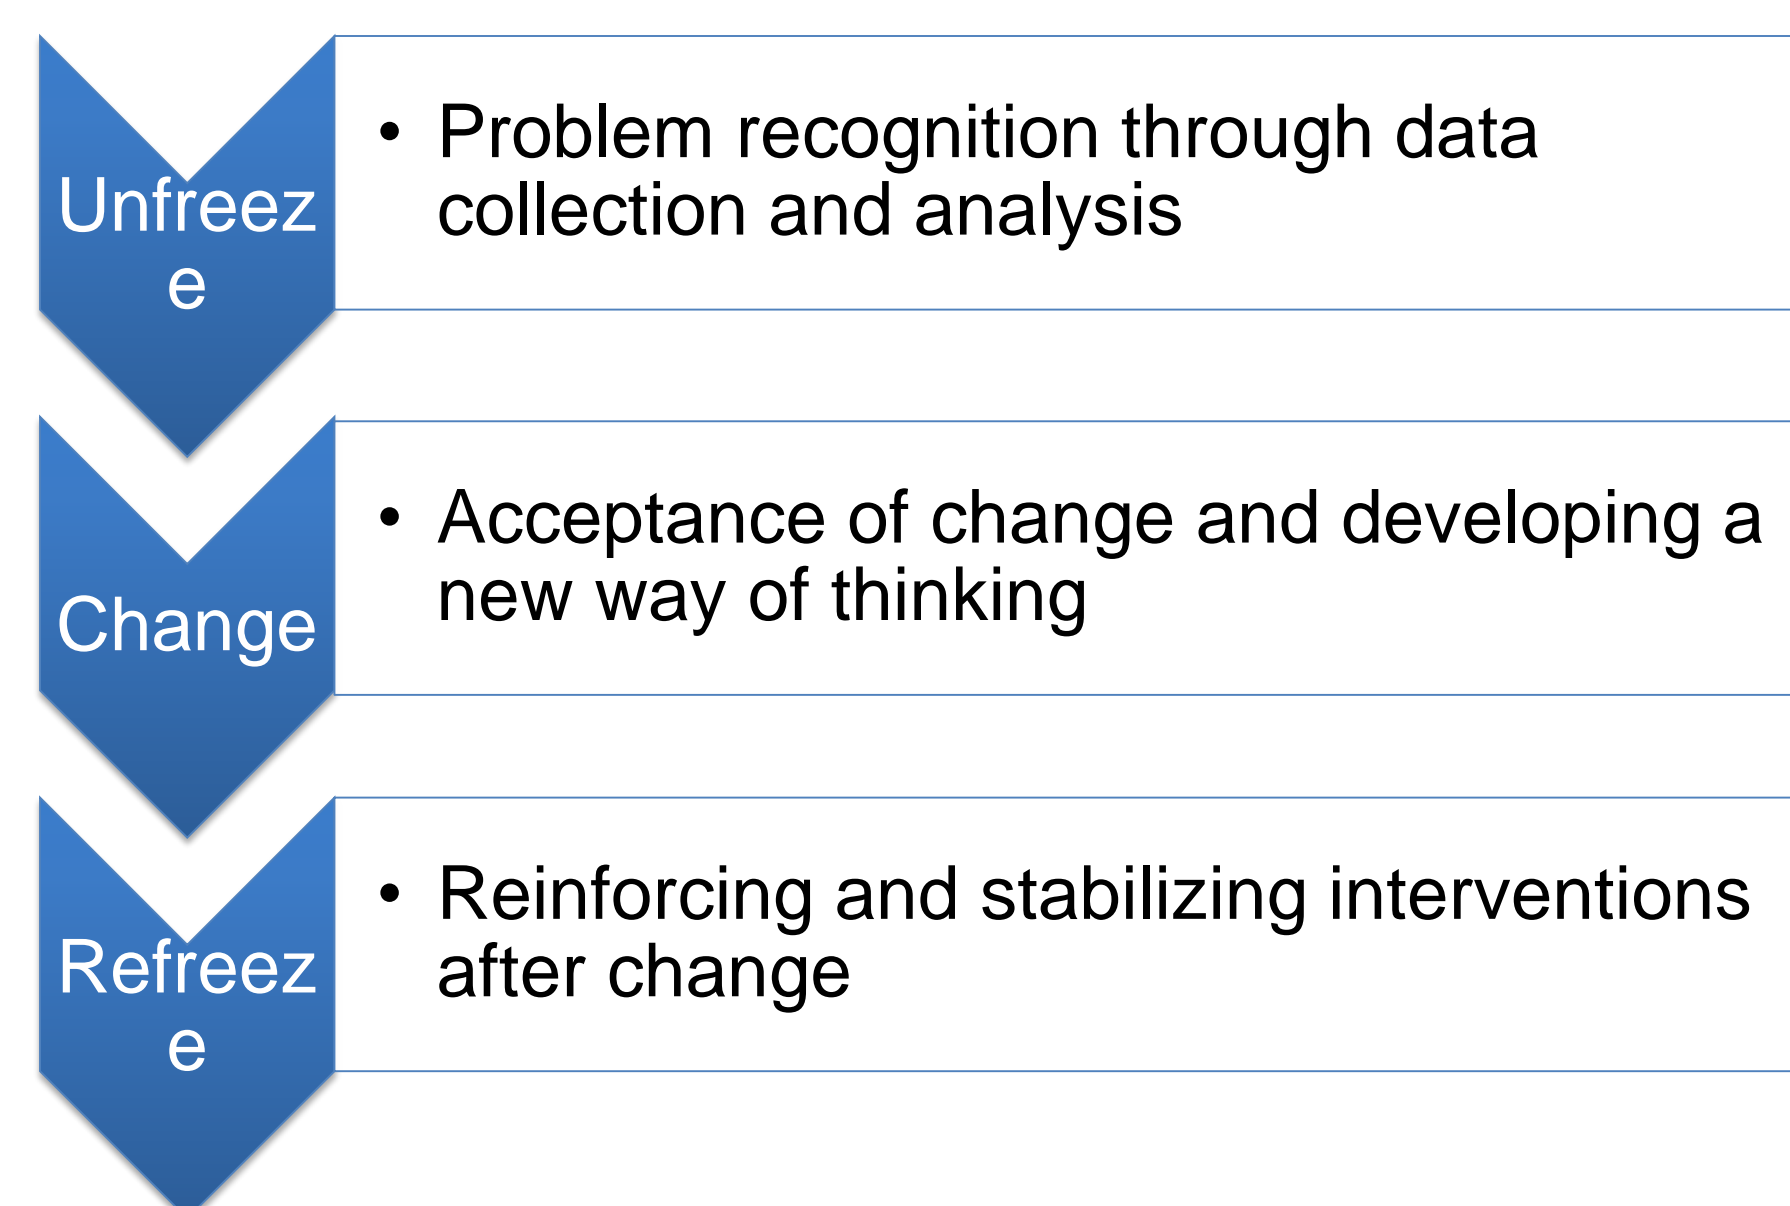 Unfreez
e
• Problem recognition through data
collection and analysis
Change
• Acceptance of change and developing a
new way of thinking
Refreez
e
• Reinforcing and stabilizing interventions
after change